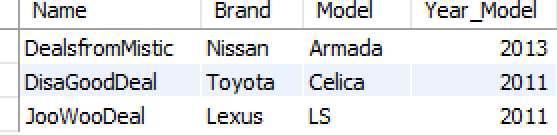 Name Brand Model Year_Model
DealsfromMistic Nissan Armada 2013
DisaGoodDeal Toyota Celica 2011
JooWooDeal Lexus LS 2011